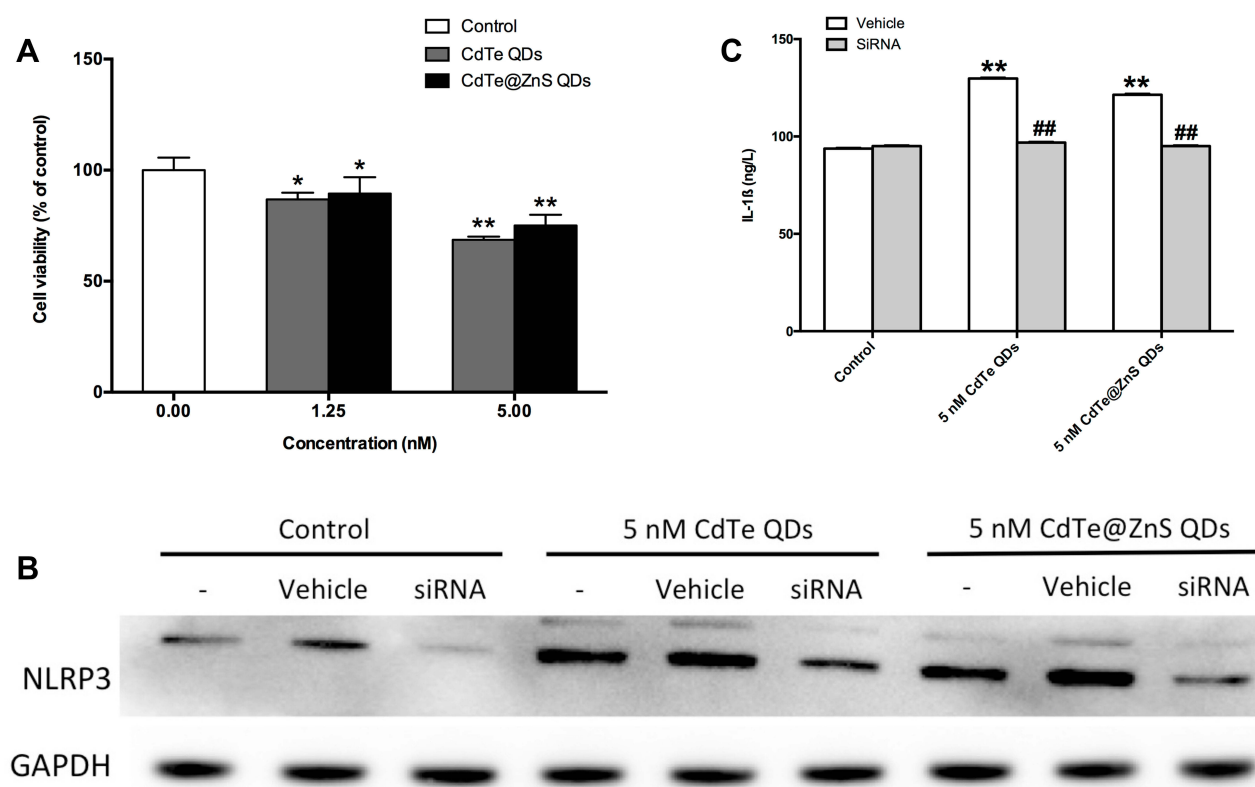 A
Control
CdTe QDs
CdTe@ZnS QDs
150
100
50
0
Cell viability (% of control)
*
*
**
**
0.00
1.25
5.00
Concentration (nM)
C
Vehicle
SiRNA
150
100
50
0
IL-1ß (ng/L)
**
##
**
##
Control
5 nM CdTe QDs
5 nM CdTe@ZnS QDs
B
Control
5 nM CdTe QDs
5 nM CdTe@ZnS QDs
- Vehicle siRNA - Vehicle siRNA - Vehicle siRNA
NLRP3
GAPDH